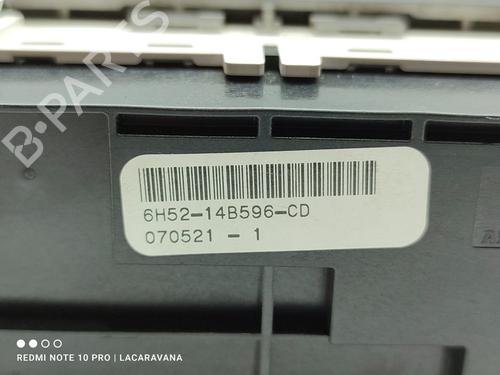 B-PARTS
6H52-14B596-CD
070521 - 1
REDMI NOTE 10 PRO | LACARAVANA